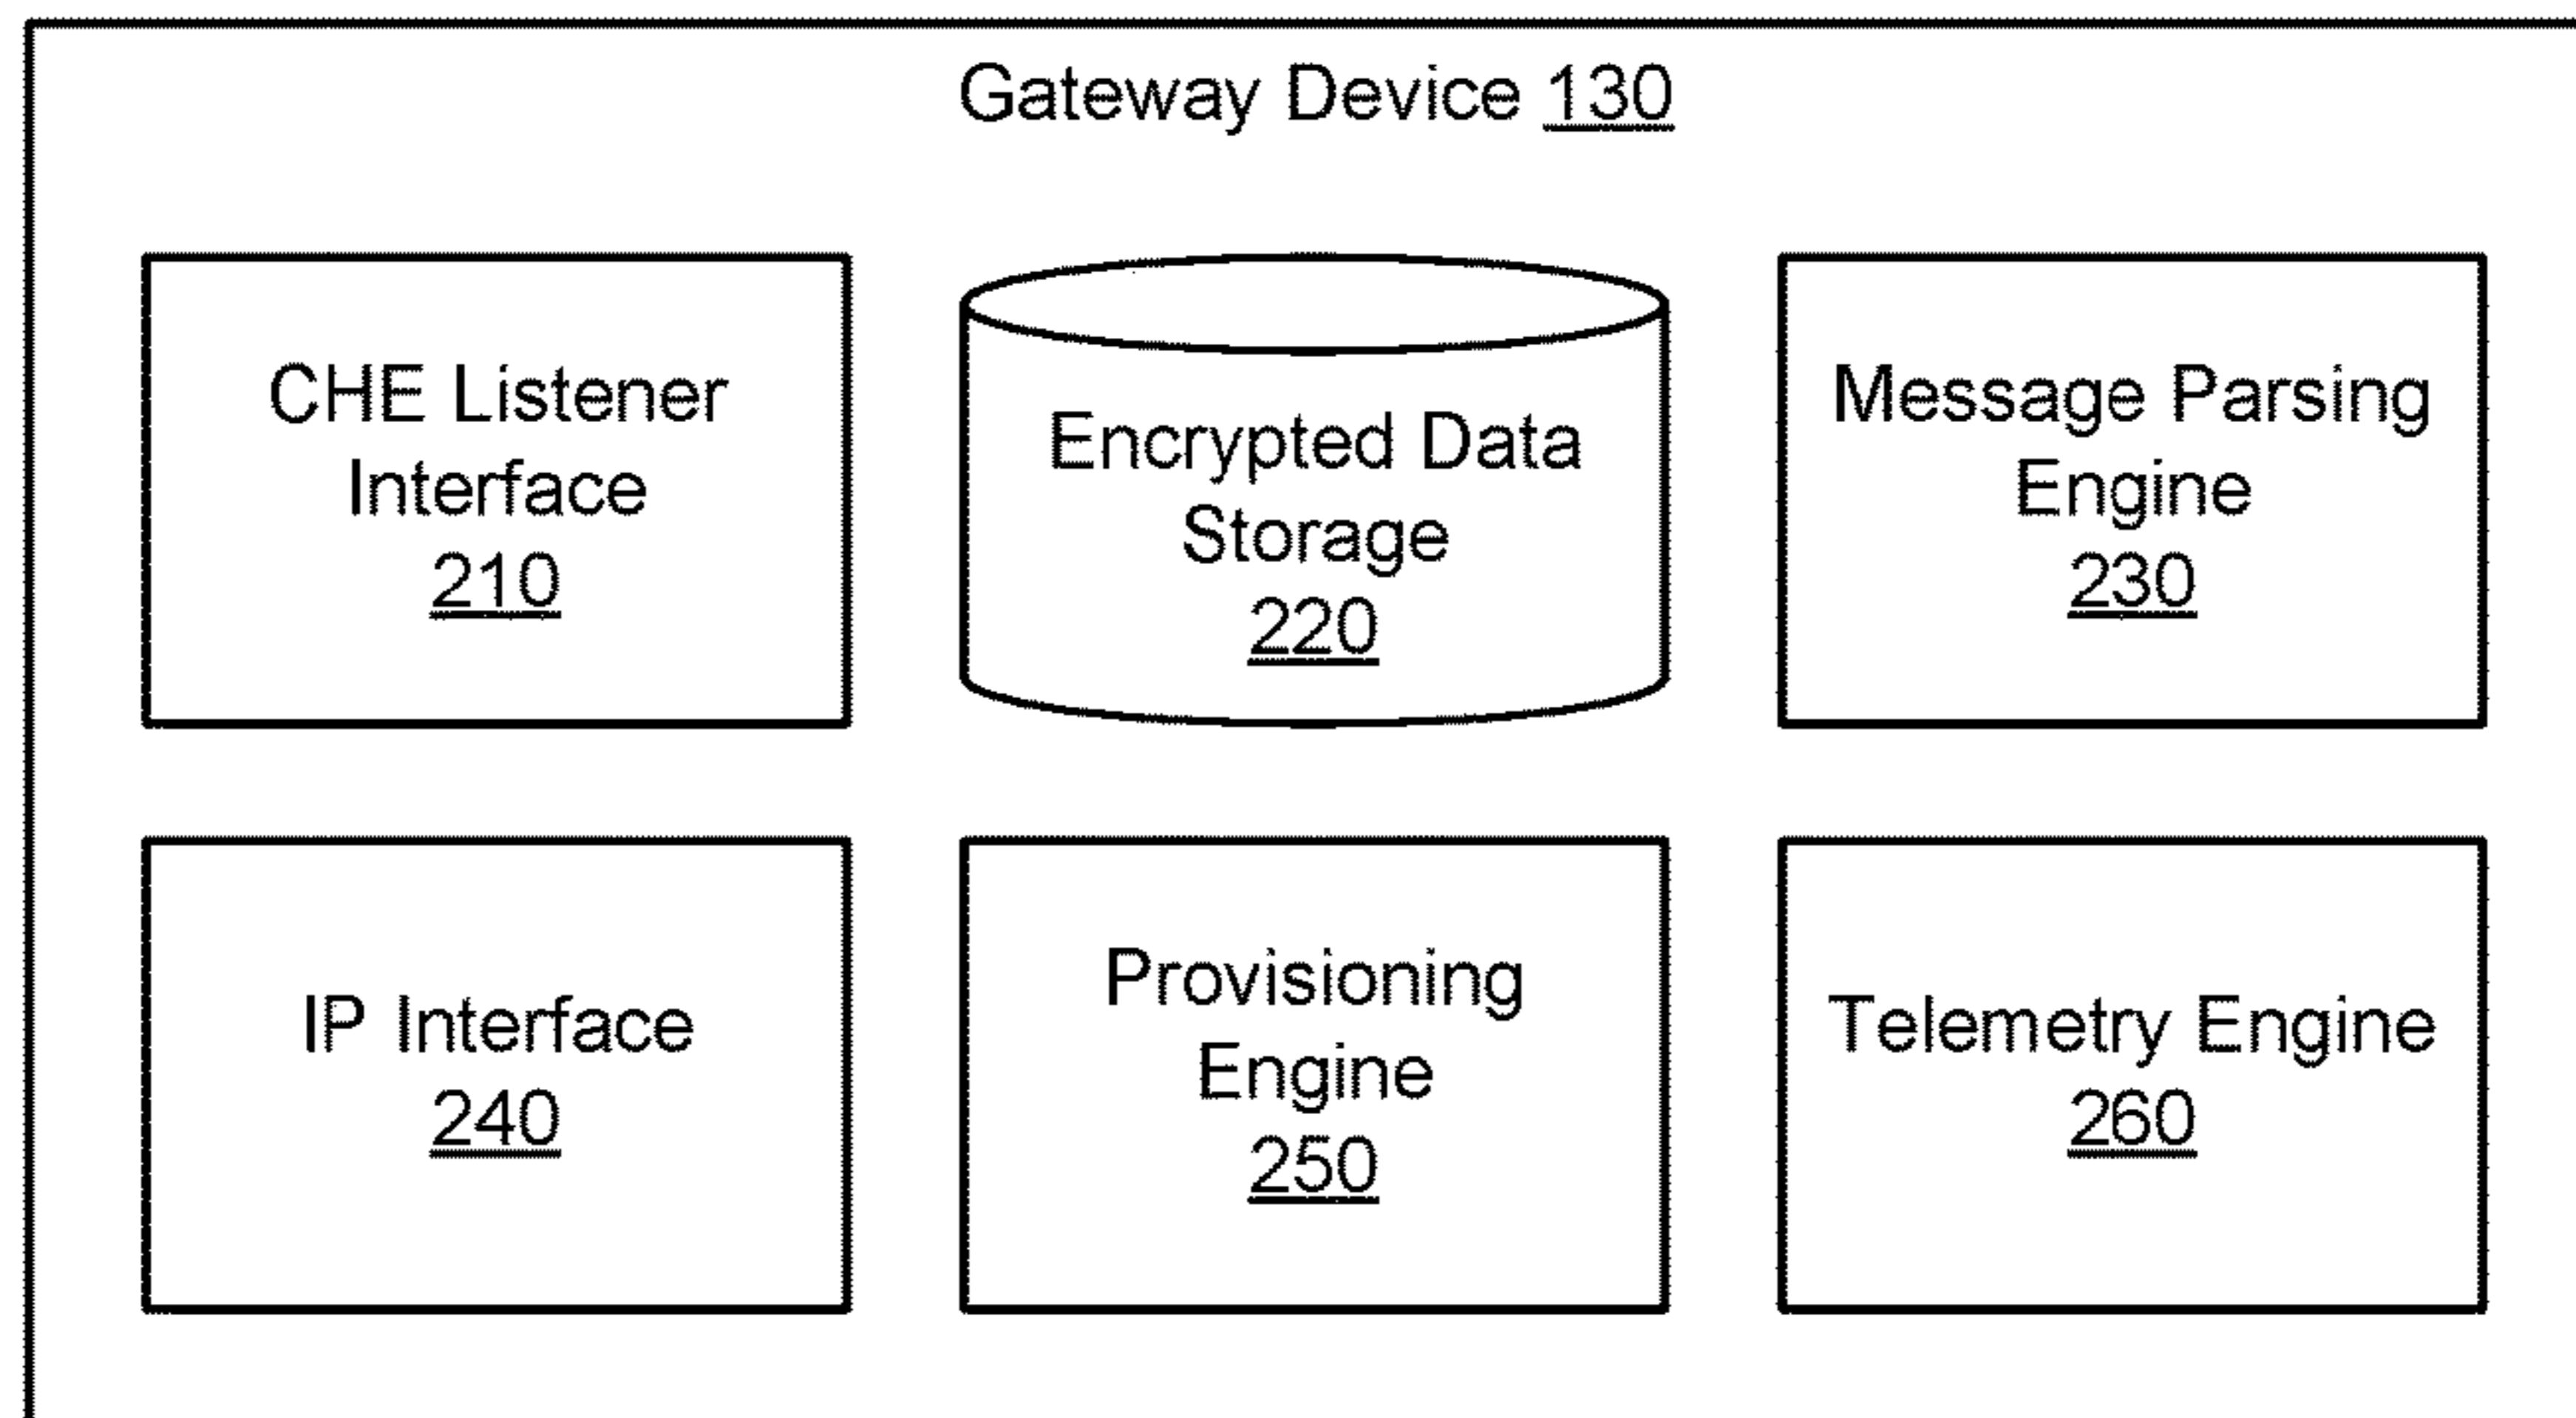 Gateway Device 130
CHE Listener
Interface
210
Encrypted Data
Storage
220
Message Parsing
Engine
230
IP Interface
240
Provisioning
Engine
250
Telemetry Engine
260